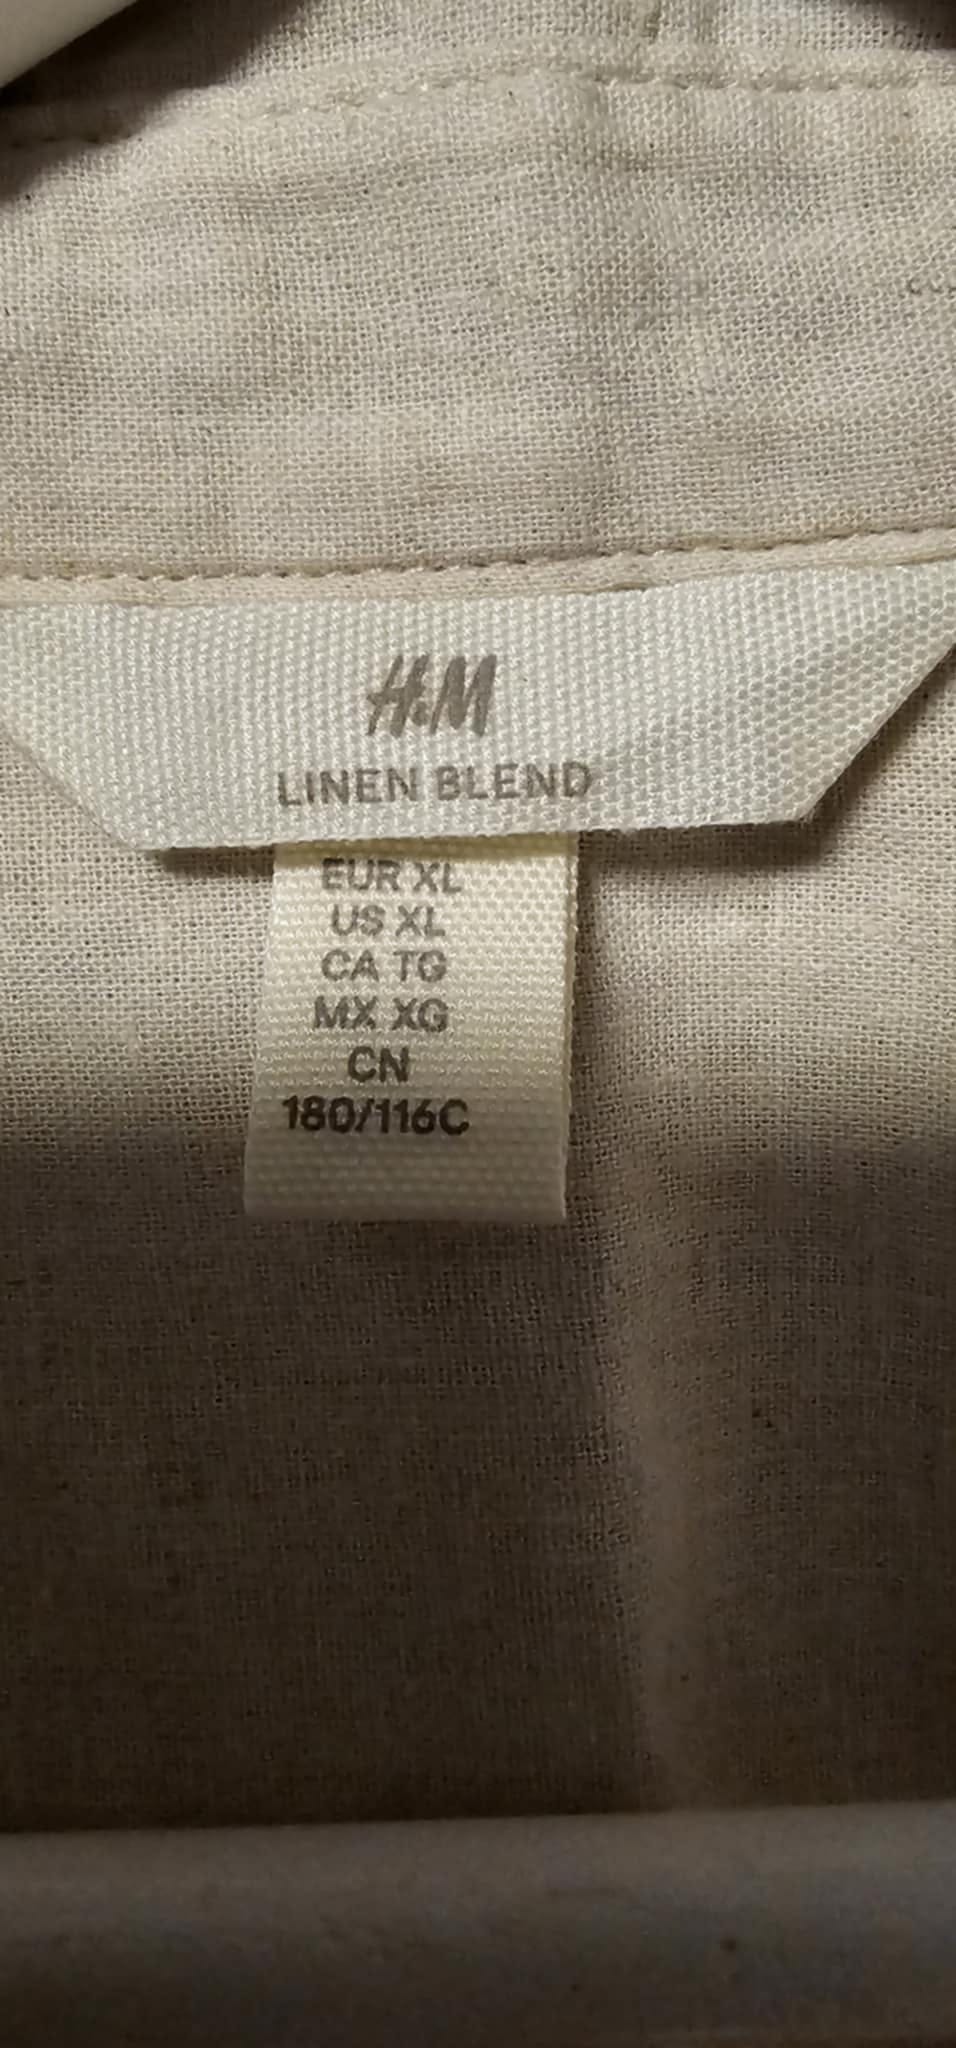 H&M
LINEN BLEND
EUR XL
US XL
CA TG
MX XG
CN
180/116C